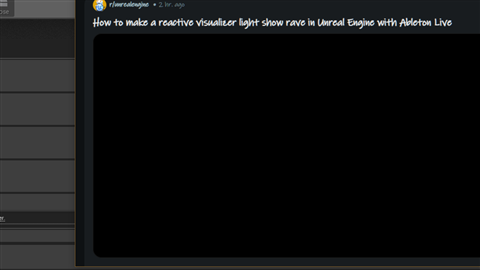 r/unrealengine • 2 hr. ago
How to make a reactive visualizer light show rave in Unreal Engine with Ableton Live